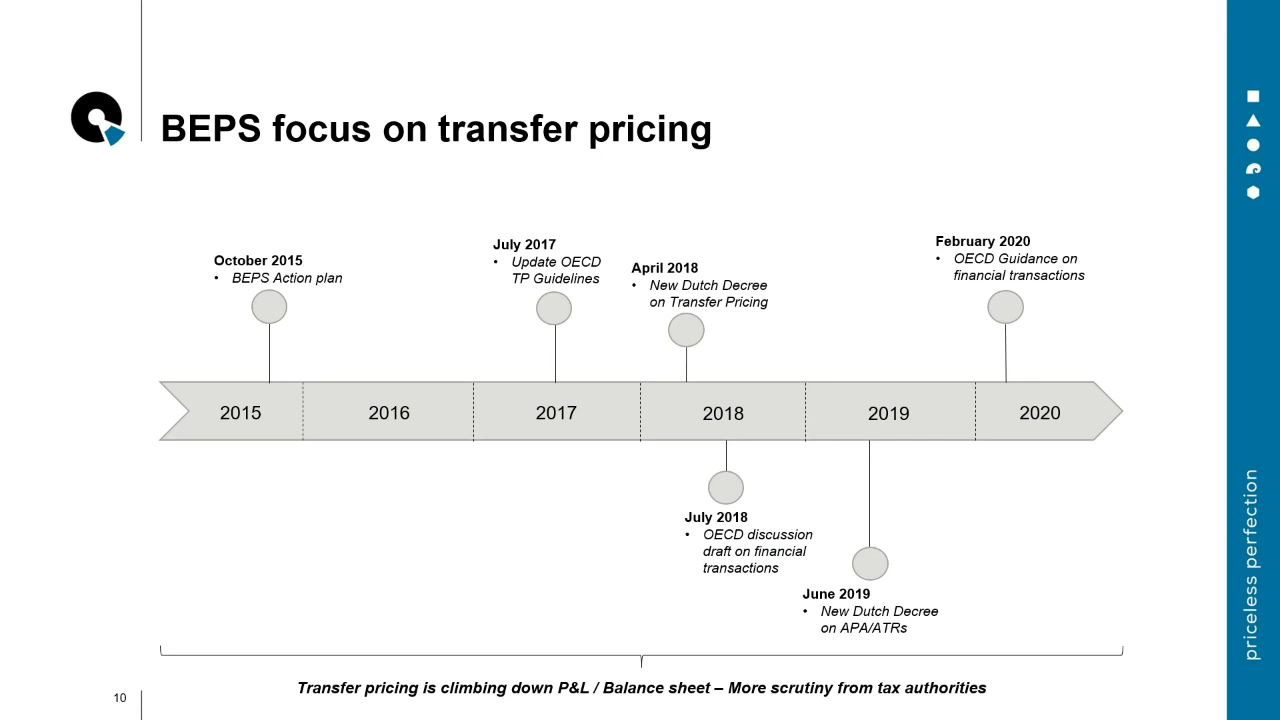 BEPS focus on transfer pricing
October 2015
• BEPS Action plan
July 2017
• Update OECD
TP Guidelines
April 2018
• New Dutch Decree
on Transfer Pricing
February 2020
• OECD Guidance on
financial transactions
2015
2016
2017
2018
2019
2020
July 2018
• OECD discussion
draft on financial
transactions
June 2019
• New Dutch Decree
on APA/ATRs
Transfer pricing is climbing down P&L / Balance sheet – More scrutiny from tax authorities
10
priceless perfection